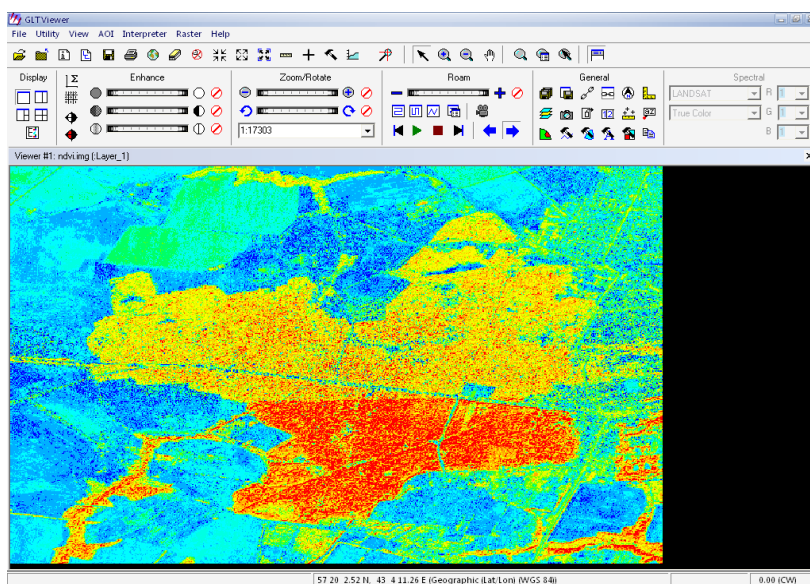 GLTViewer
File Utility View AOI Interpreter Raster Help
Display
Enhance
Zoom/Rotate
Roam
General
Spectral
LANDSAT
R
True Color
G
B
1:17303
Viewer #1: ndvi.img (:Layer_1)
57 20 2.52 N, 43 4 11.26 E (Geographic (Lat/Lon) (WGS 84))
0.00 (CW)